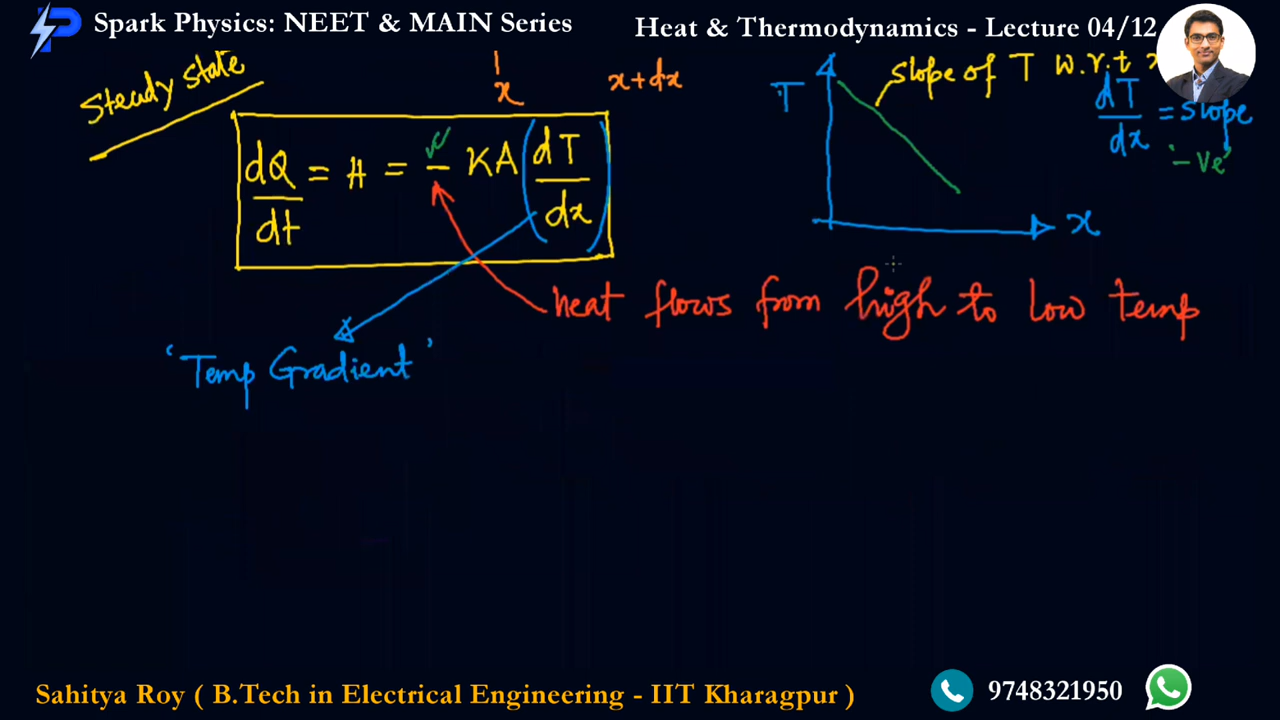 Spark Physics: NEET & MAIN Series
Heat & Thermodynamics - Lecture 04/12
Steady State
x
x+dx
dQ/dt = H = - KA (dT/dx)
T
slope of T w.r.t x
dT/dx = slope
'-ve'
x
heat flows from high to low temp
'Temp Gradient'
Sahitya Roy ( B.Tech in Electrical Engineering - IIT Kharagpur )
9748321950